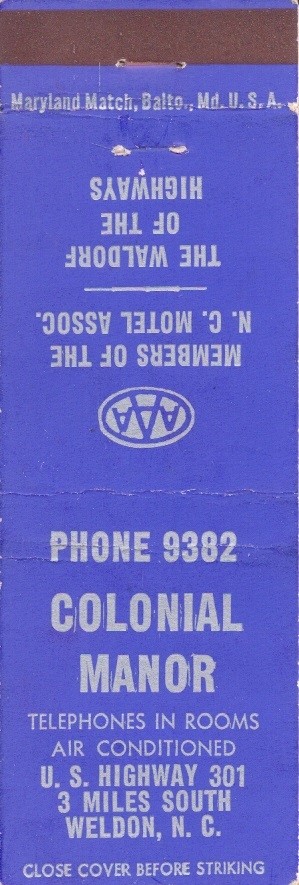 Maryland Match, Balto., Md. U. S. A.
THE WALDORF
OF THE
HIGHWAYS
MEMBERS OF THE
N. C. MOTEL ASSOC.
AAA
PHONE 9382
COLONIAL
MANOR
TELEPHONES IN ROOMS
AIR CONDITIONED
U. S. HIGHWAY 301
3 MILES SOUTH
WELDON, N. C.
CLOSE COVER BEFORE STRIKING